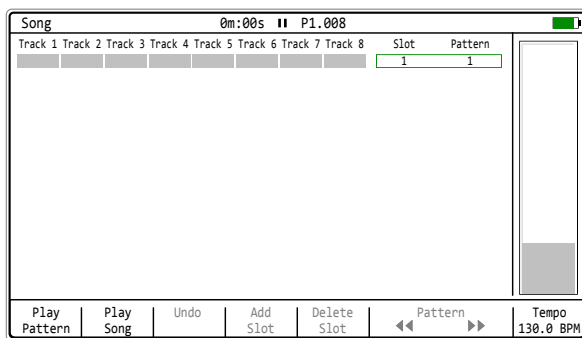 Song 0m:00s P1.008
Track 1 Track 2 Track 3 Track 4 Track 5 Track 6 Track 7 Track 8 Slot Pattern
1 1
Play Play Undo Add Delete Pattern Tempo
Pattern Song Slot Slot 130.0 BPM